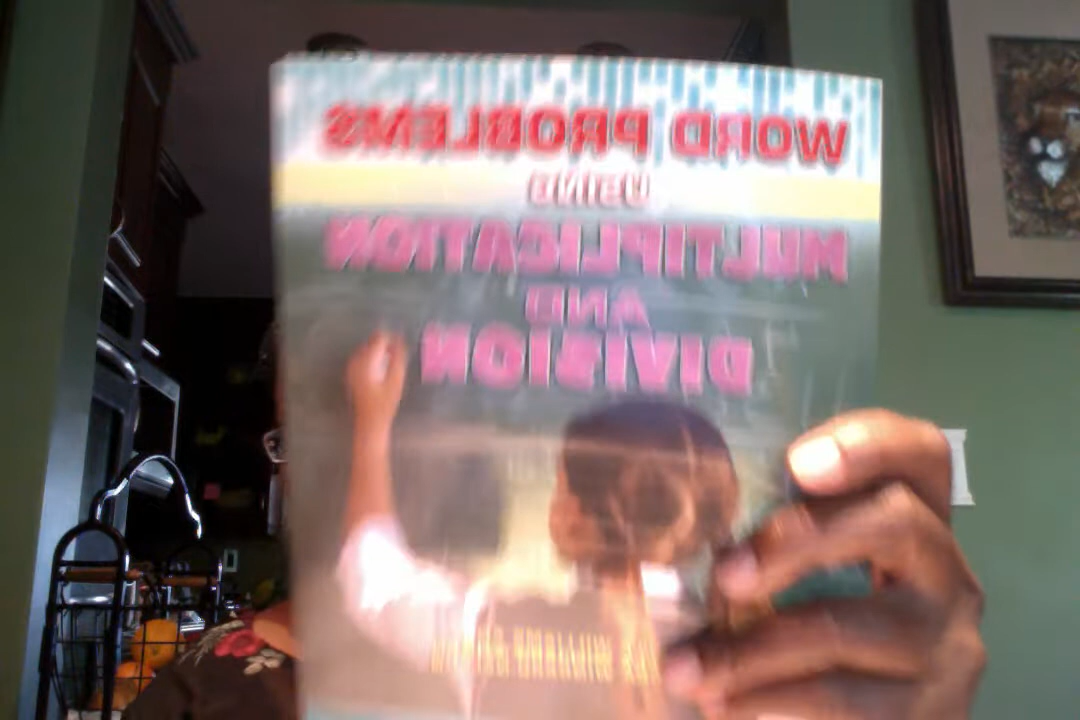 WORD PROBLEMS
USING
MULTIPLICATION
AND
DIVISION